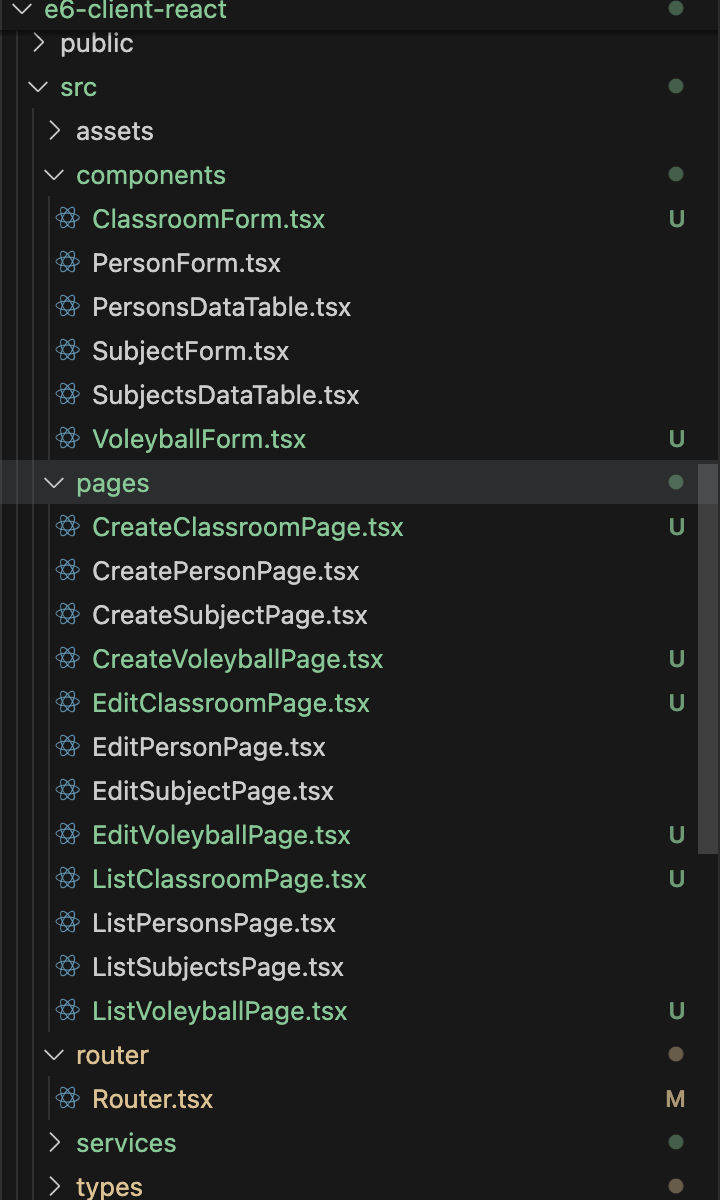 e6-client-react
public
src
assets
components
ClassroomForm.tsx U
PersonForm.tsx
PersonsDataTable.tsx
SubjectForm.tsx
SubjectsDataTable.tsx
VoleyballForm.tsx U
pages
CreateClassroomPage.tsx U
CreatePersonPage.tsx
CreateSubjectPage.tsx
CreateVoleyballPage.tsx U
EditClassroomPage.tsx U
EditPersonPage.tsx
EditSubjectPage.tsx
EditVoleyballPage.tsx U
ListClassroomPage.tsx U
ListPersonsPage.tsx
ListSubjectsPage.tsx
ListVoleyballPage.tsx U
router
Router.tsx M
services
types